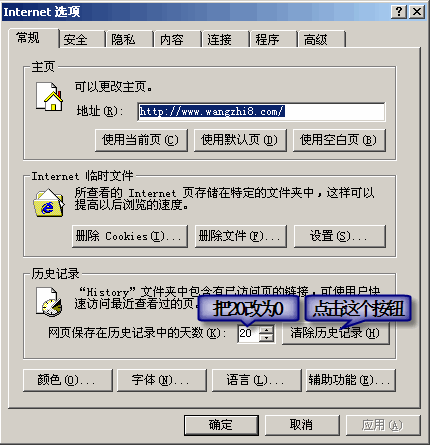 Internet 选项
常规 安全 隐私 内容 连接 程序 高级
主页
可以更改主页。
地址(R): http://www.wangzhi8.com/
使用当前页(C) 使用默认页(D) 使用空白页(B)
Internet 临时文件
所查看的 Internet 页存储在特定的文件夹中，这样可以
提高以后浏览的速度。
删除 Cookies(I)... 删除文件(F)... 设置(S)...
历史记录
“History”文件夹中包含有已访问页的链接，可使用户快
速访问最近查看过的页。
把20改为0 点击这个按钮
网页保存在历史记录中的天数(K): 20 清除历史记录(H)
颜色(O)... 字体(N)... 语言(L)... 辅助功能(E)...
确定 取消 应用(A)